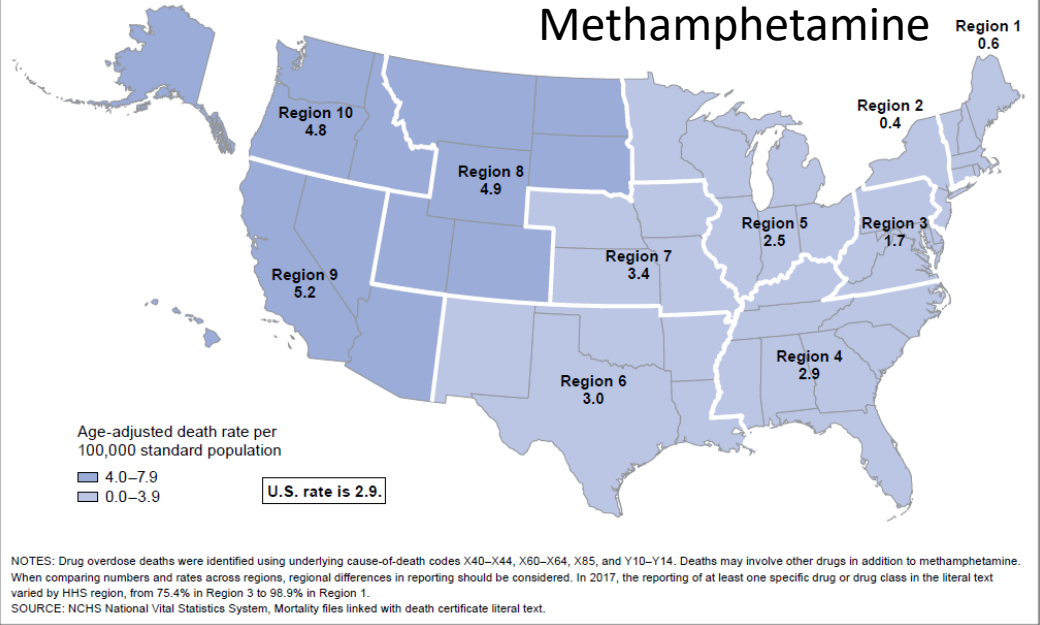 Methamphetamine
Region 1
0.6
Region 2
0.4
Region 10
4.8
Region 8
4.9
Region 5
2.5
Region 3
1.7
Region 7
3.4
Region 9
5.2
Region 4
2.9
Region 6
3.0
Age-adjusted death rate per
100,000 standard population
4.0–7.9
0.0–3.9
U.S. rate is 2.9.
NOTES: Drug overdose deaths were identified using underlying cause-of-death codes X40–X44, X60–X64, X85, and Y10–Y14. Deaths may involve other drugs in addition to methamphetamine.
When comparing numbers and rates across regions, regional differences in reporting should be considered. In 2017, the reporting of at least one specific drug or drug class in the literal text
varied by HHS region, from 75.4% in Region 3 to 98.9% in Region 1.
SOURCE: NCHS National Vital Statistics System, Mortality files linked with death certificate literal text.